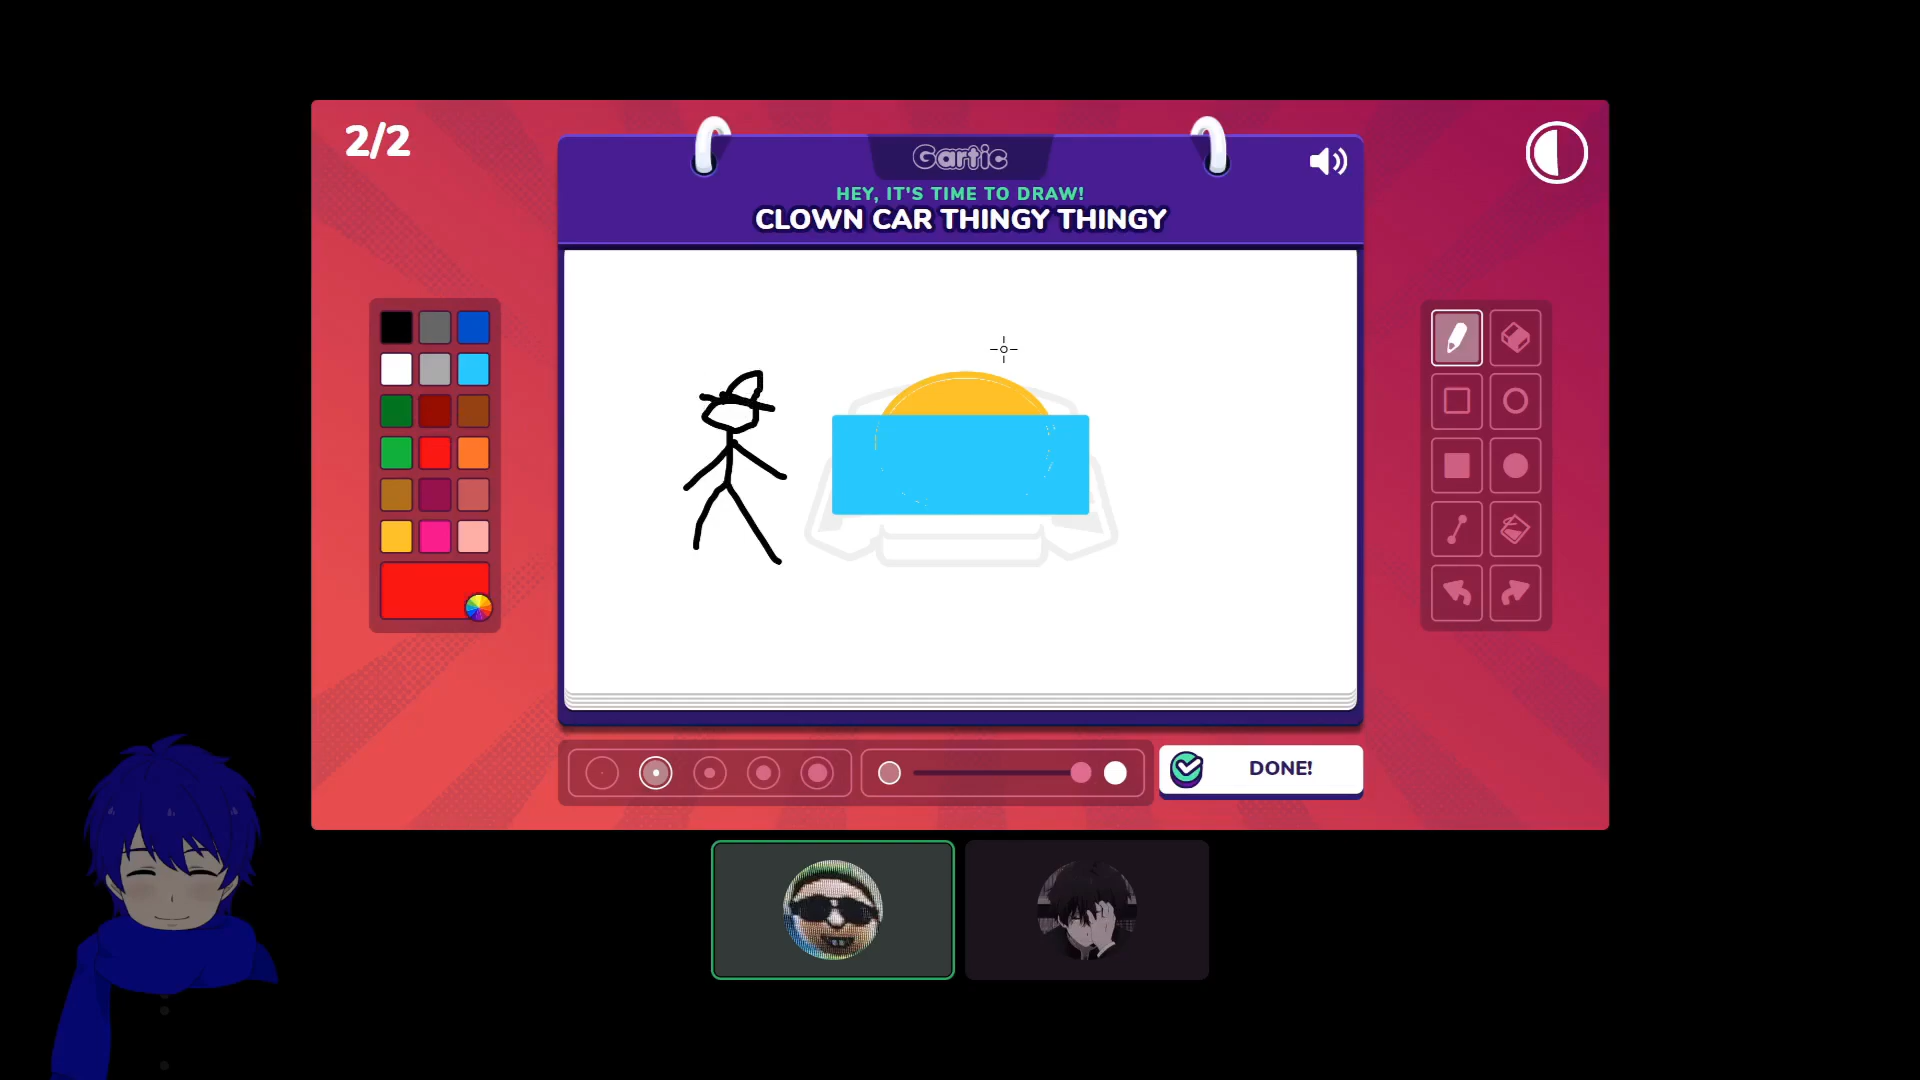 2/2
Gartic
HEY, IT'S TIME TO DRAW!
CLOWN CAR THINGY THINGY
DONE!